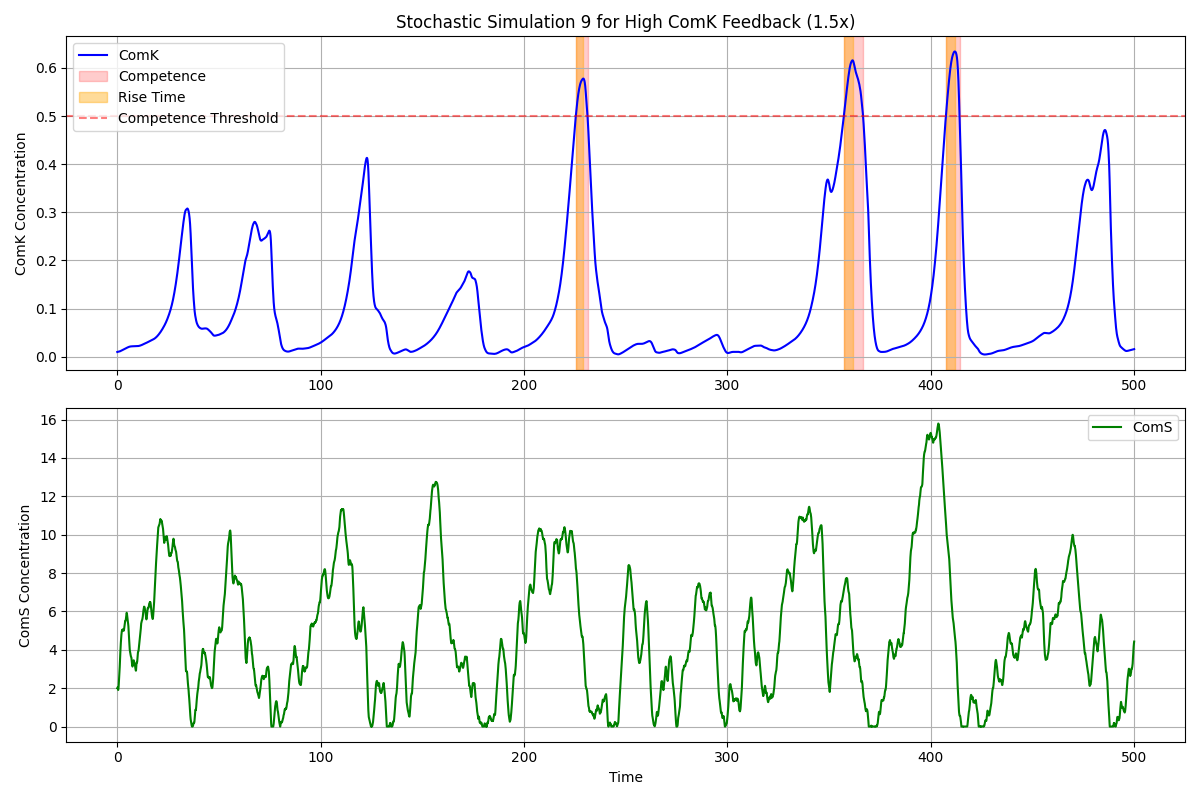 Stochastic Simulation 9 for High ComK Feedback (1.5x)
ComK Concentration
0.6
0.5
0.4
0.3
0.2
0.1
0.0
ComK
Competence
Rise Time
Competence Threshold
0 100 200 300 400 500
ComS Concentration
16
14
12
10
8
6
4
2
0
ComS
0 100 200 300 400 500
Time